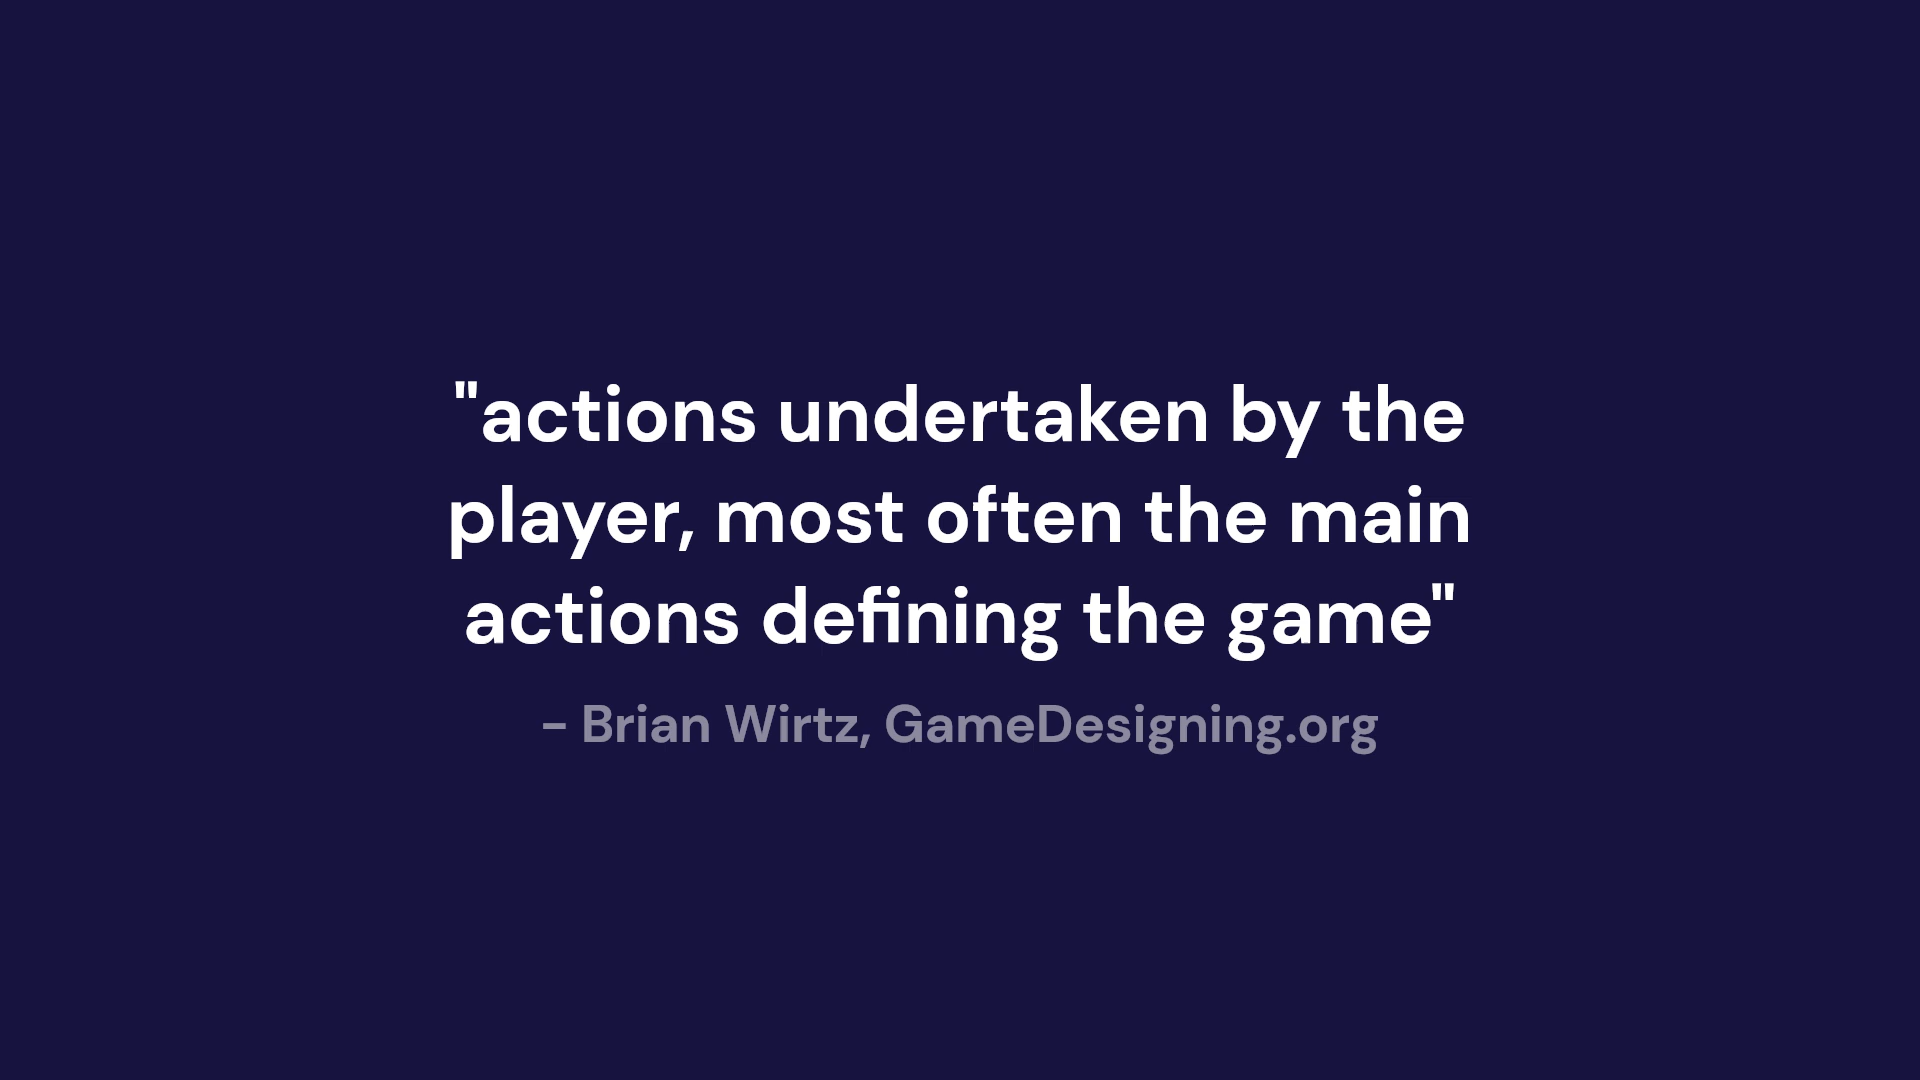 "actions undertaken by the
player, most often the main
actions defining the game"
– Brian Wirtz, GameDesigning.org